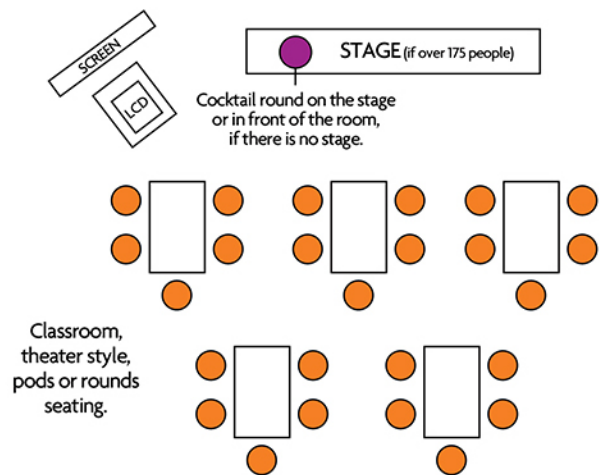 SCREEN
STAGE (if over 175 people)
LCD
Cocktail round on the stage
or in front of the room,
if there is no stage.
Classroom,
theater style,
pods or rounds
seating.